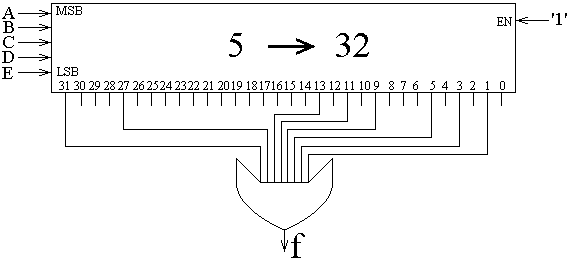 A MSB
B EN '1'
C 5 → 32
D
E LSB
31 30 29 28 27 26 25 24 23 22 21 20 19 18 17 16 15 14 13 12 11 10 9 8 7 6 5 4 3 2 1 0
f